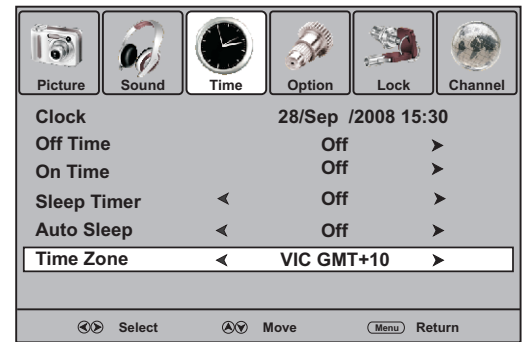 Picture Sound Time Option Lock Channel
Clock 28/Sep /2008 15:30
Off Time Off
On Time Off
Sleep Timer Off
Auto Sleep Off
Time Zone VIC GMT+10
Select Move Menu Return